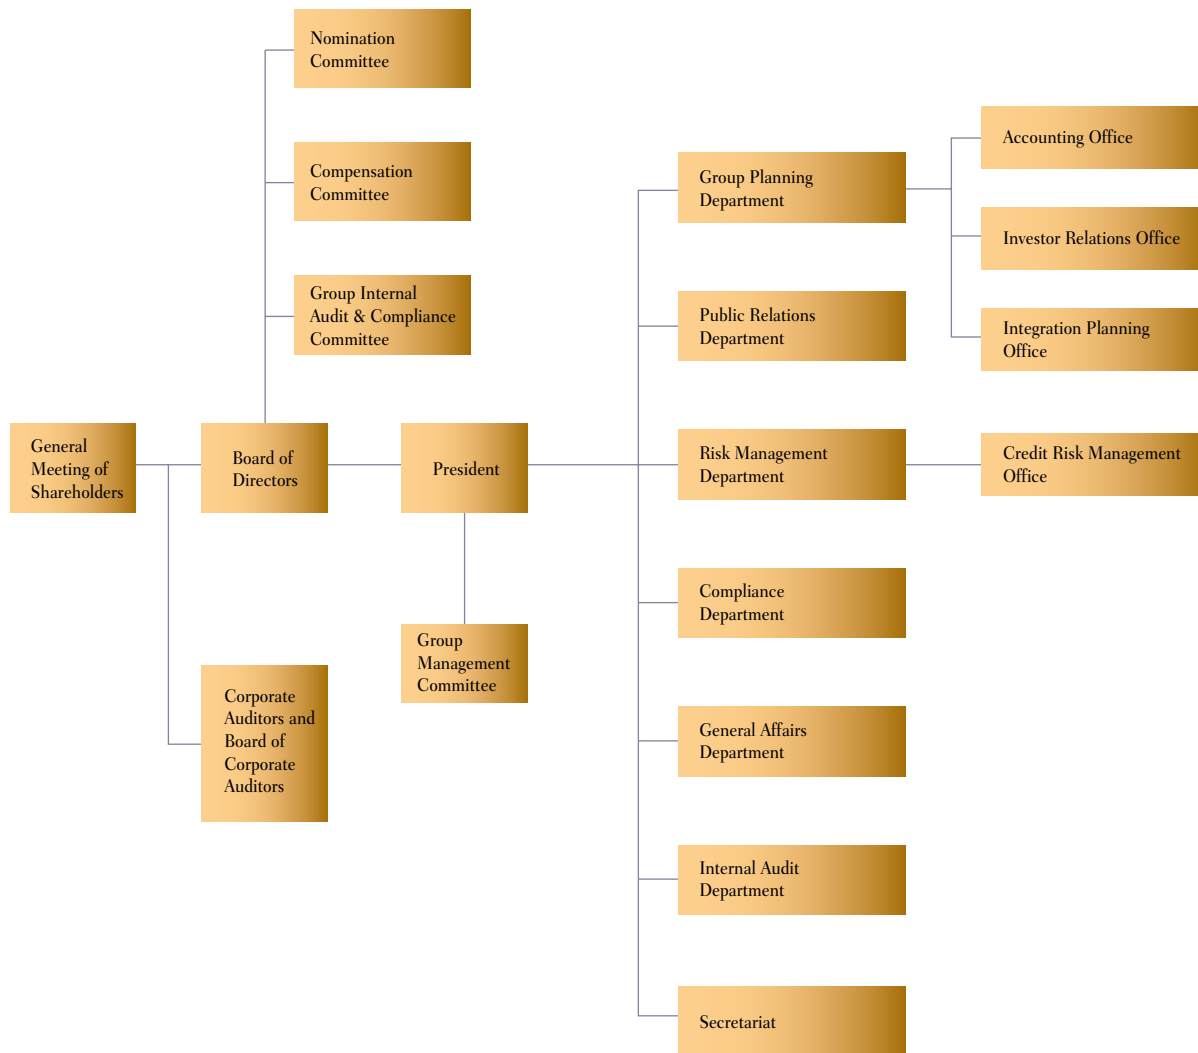 Nomination
Committee
Compensation
Committee
Group Internal
Audit & Compliance
Committee
General
Meeting of
Shareholders
Board of
Directors
President
Group
Management
Committee
Corporate
Auditors and
Board of
Corporate
Auditors
Group Planning
Department
Public Relations
Department
Risk Management
Department
Compliance
Department
General Affairs
Department
Internal Audit
Department
Secretariat
Accounting Office
Investor Relations Office
Integration Planning
Office
Credit Risk Management
Office